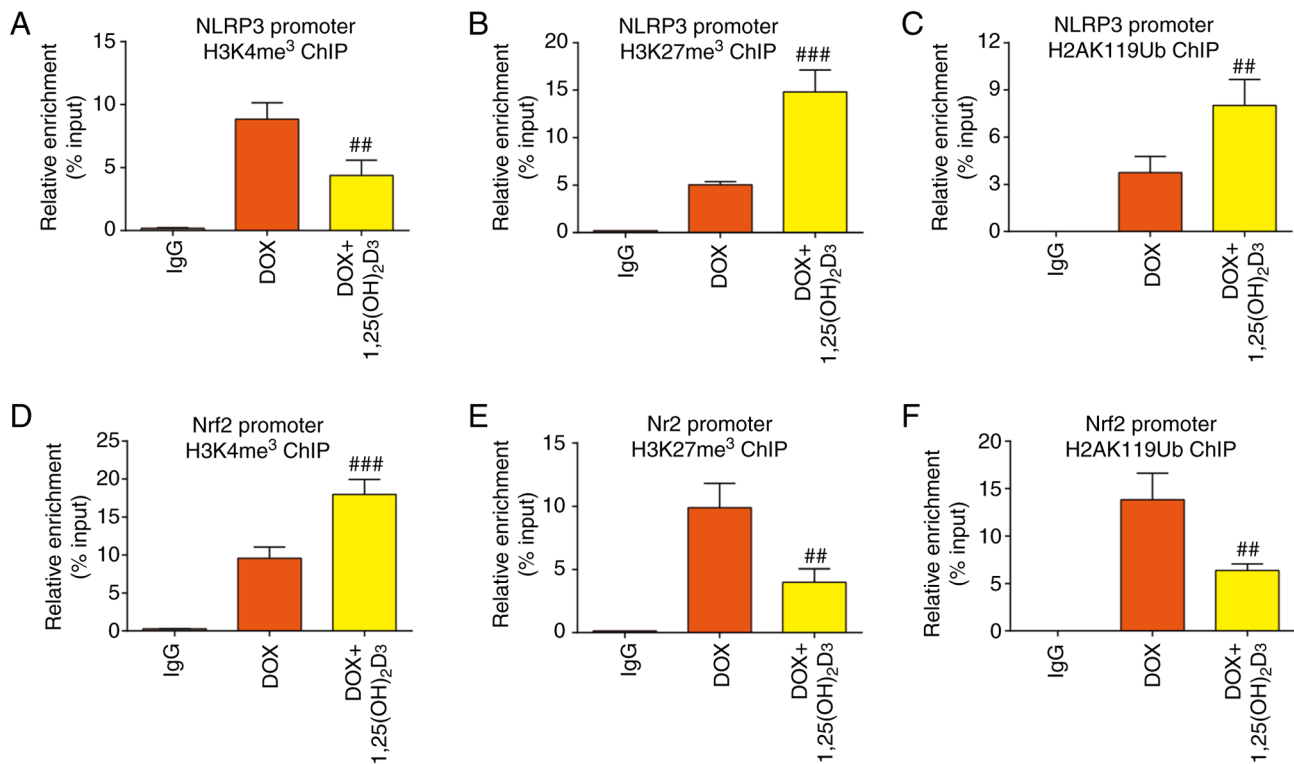 A
NLRP3 promoter
H3K4me³ ChIP
Relative enrichment
(% input)
15
10
5
0
##
IgG
DOX
DOX+
1,25(OH)₂D₃
B
NLRP3 promoter
H3K27me³ ChIP
Relative enrichment
(% input)
20
15
10
5
0
###
IgG
DOX
DOX+
1,25(OH)₂D₃
C
NLRP3 promoter
H2AK119Ub ChIP
Relative enrichment
(% input)
12
9
6
3
0
##
IgG
DOX
DOX+
1,25(OH)₂D₃
D
Nrf2 promoter
H3K4me³ ChIP
Relative enrichment
(% input)
25
20
15
10
5
0
###
IgG
DOX
DOX+
1,25(OH)₂D₃
E
Nr2 promoter
H3K27me³ ChIP
Relative enrichment
(% input)
15
10
5
0
##
IgG
DOX
DOX+
1,25(OH)₂D₃
F
Nrf2 promoter
H2AK119Ub ChIP
Relative enrichment
(% input)
20
15
10
5
0
##
IgG
DOX
DOX+
1,25(OH)₂D₃